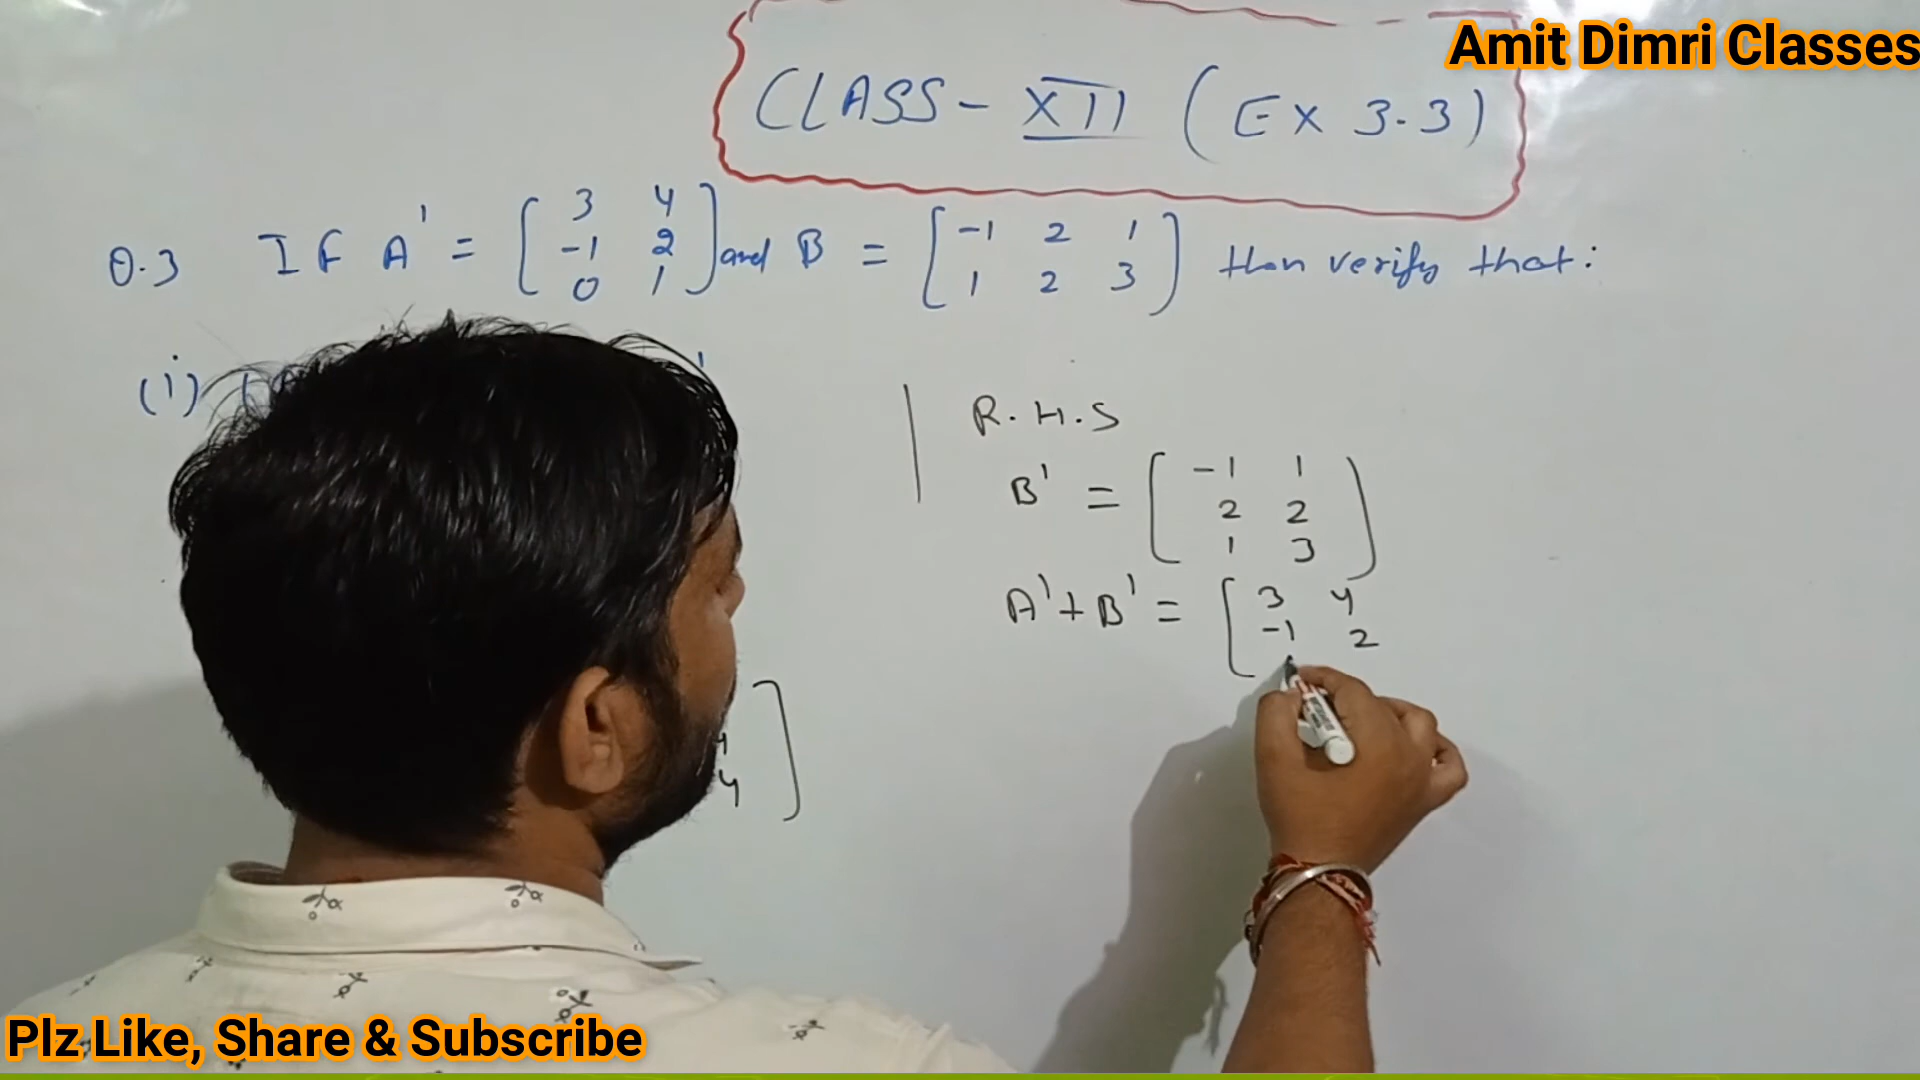 Amit Dimri Classes
CLASS - XII ( EX 3.3 )
Q.3 If A' = [ 3 4 and B = [ -1 2 1 ] then verify that :
-1 2 1 2 3
0 1 ]
(i) (
R.H.S
B' = [ -1 1
2 2
1 3 ]
A'+B' = [ 3 4
-1 2
4
Plz Like, Share & Subscribe